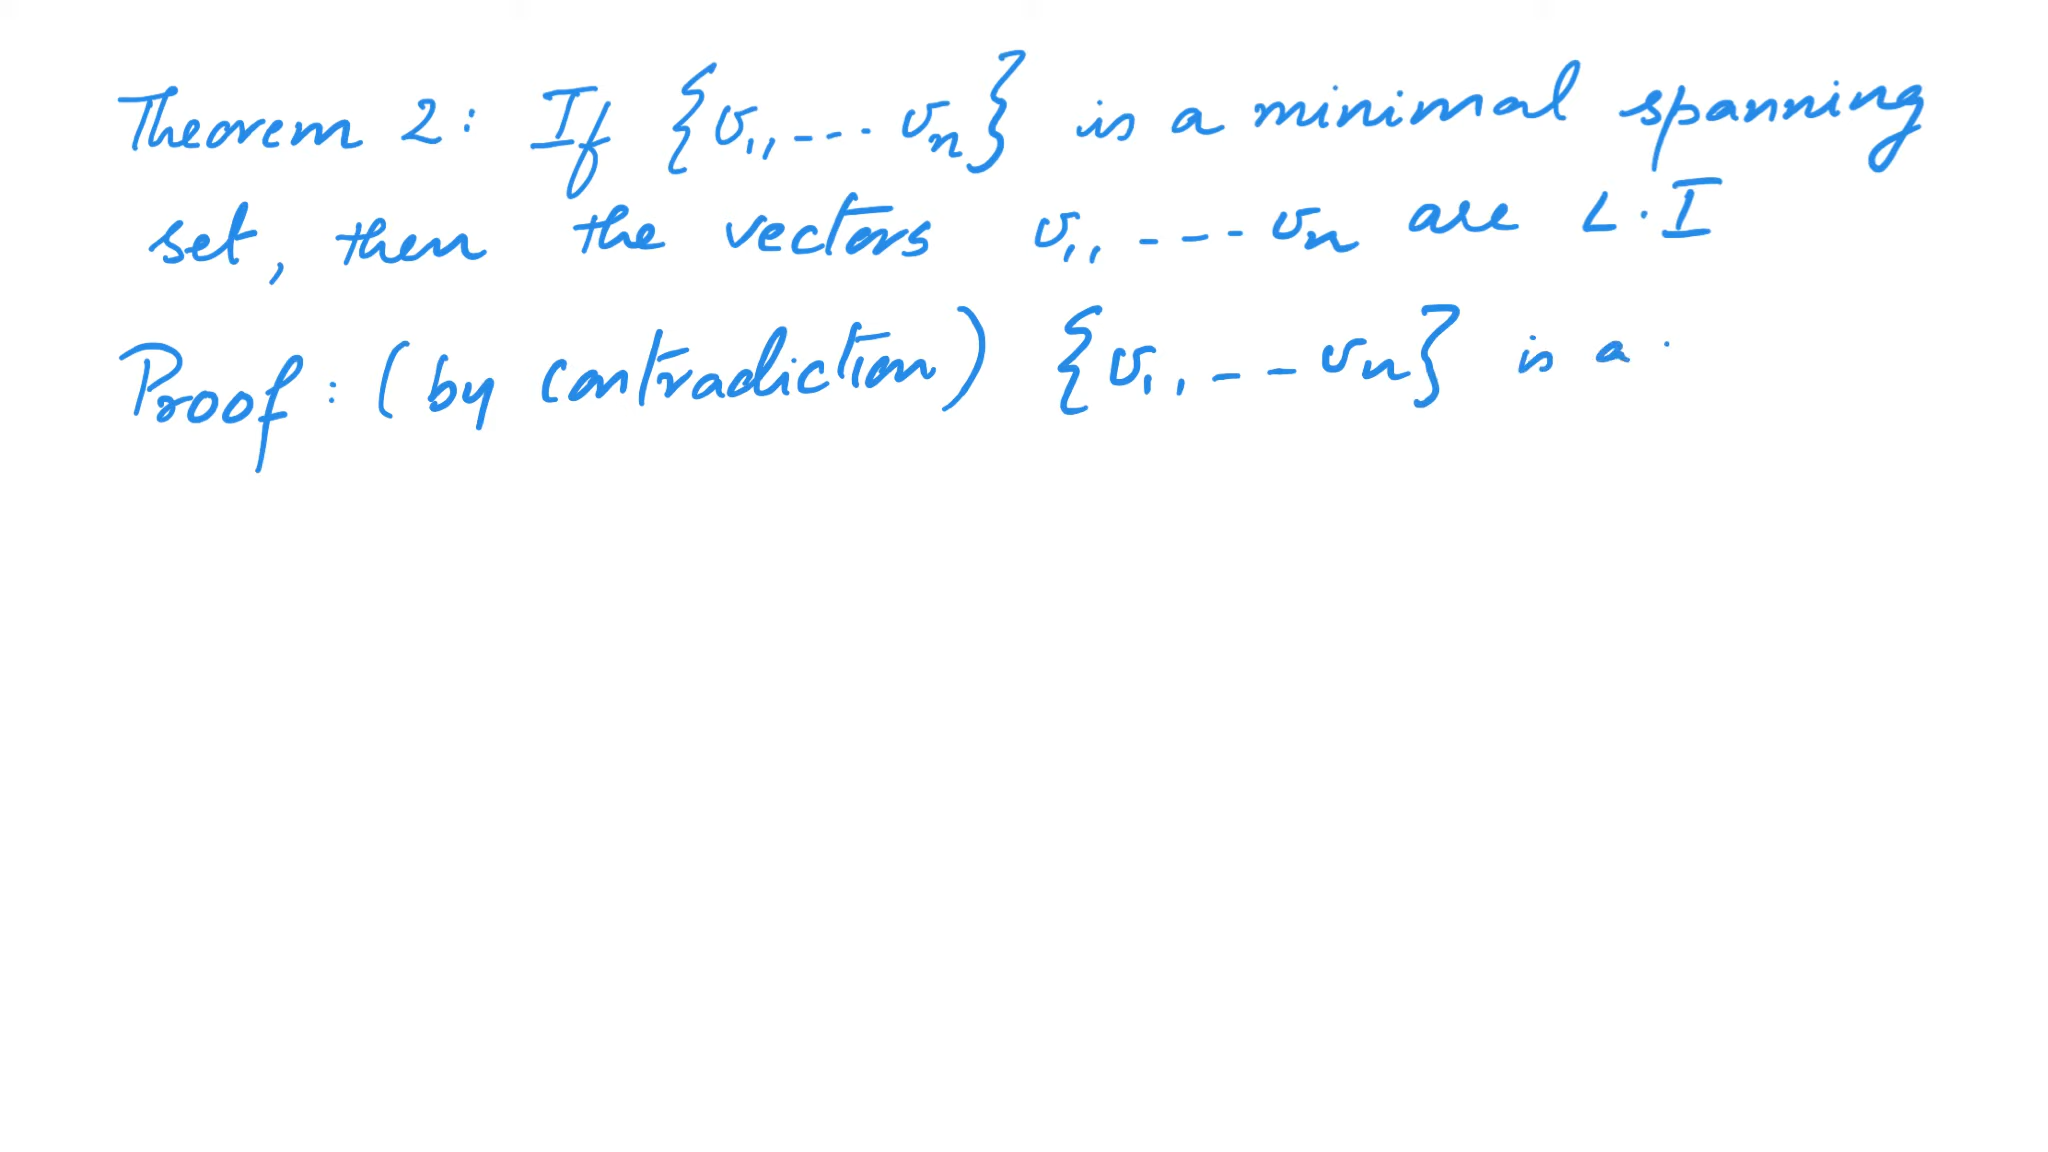 Theorem 2: If {v₁, --- vₙ} is a minimal spanning
set, then the vectors v₁, --- vₙ are L.I
Proof: (by contradiction) {v₁, -- vₙ} is a